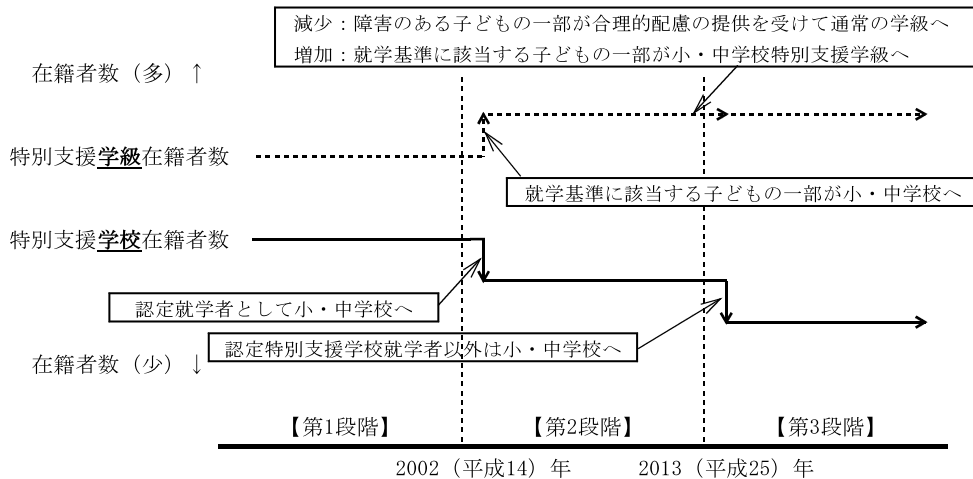 減少：障害のある子どもの一部が合理的配慮の提供を受けて通常の学級へ
増加：就学基準に該当する子どもの一部が小・中学校特別支援学級へ
在籍者数（多）↑
特別支援学級在籍者数
就学基準に該当する子どもの一部が小・中学校へ
特別支援学校在籍者数
認定就学者として小・中学校へ
認定特別支援学校就学者以外は小・中学校へ
在籍者数（少）↓
【第1段階】 【第2段階】 【第3段階】
2002（平成14）年 2013（平成25）年